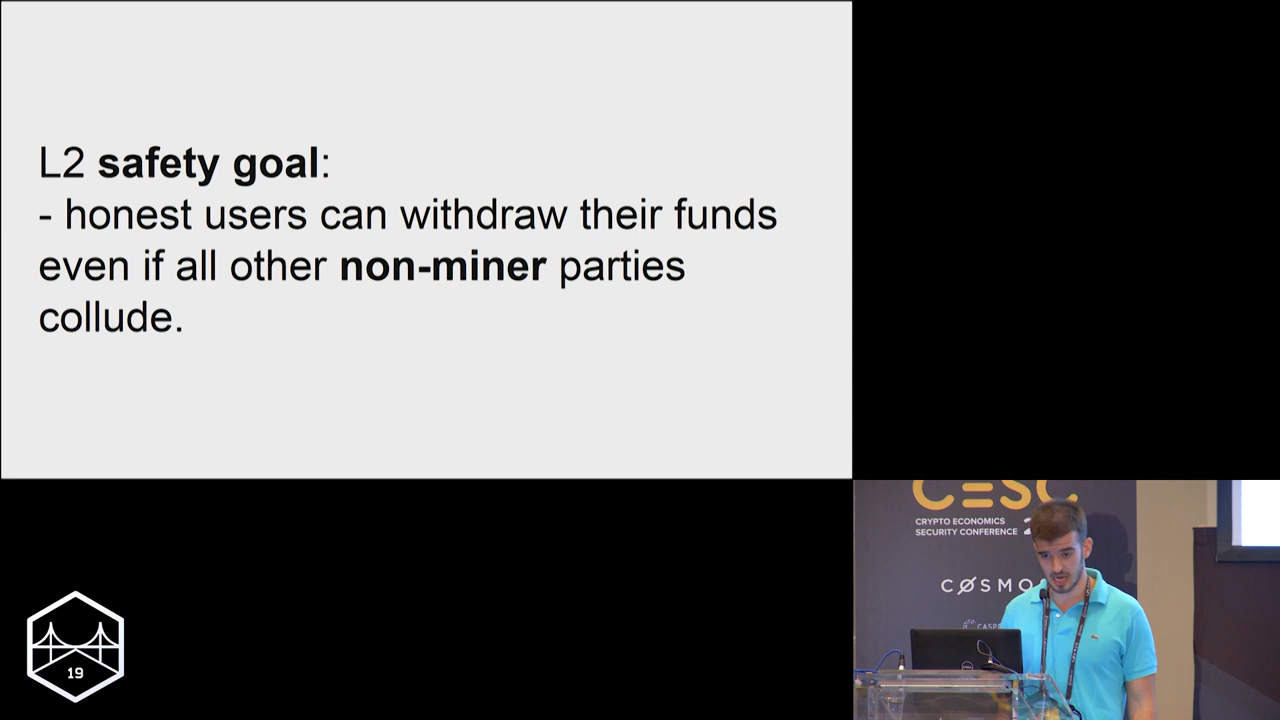 L2 safety goal:
- honest users can withdraw their funds
even if all other non-miner parties
collude.
CESC
CRYPTO ECONOMICS
SECURITY CONFERENCE
19